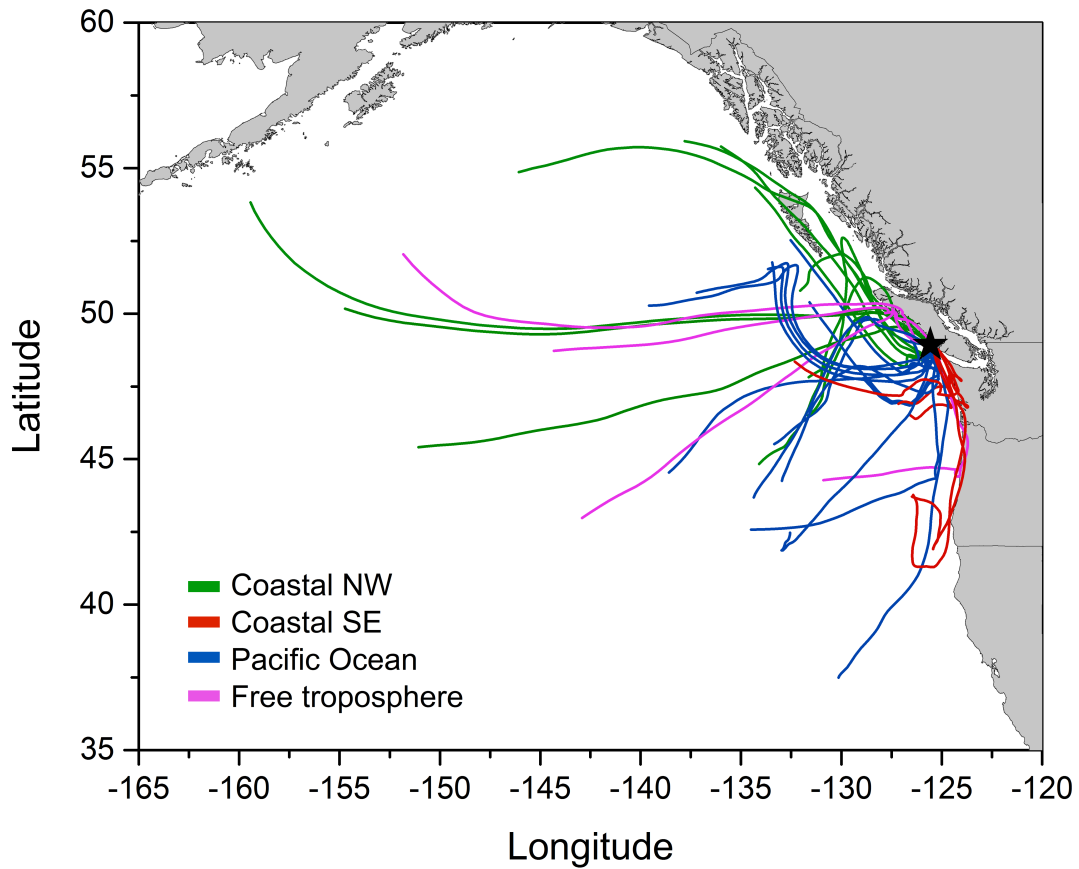 60
55
50
45
40
35
Latitude
Coastal NW
Coastal SE
Pacific Ocean
Free troposphere
-165 -160 -155 -150 -145 -140 -135 -130 -125 -120
Longitude